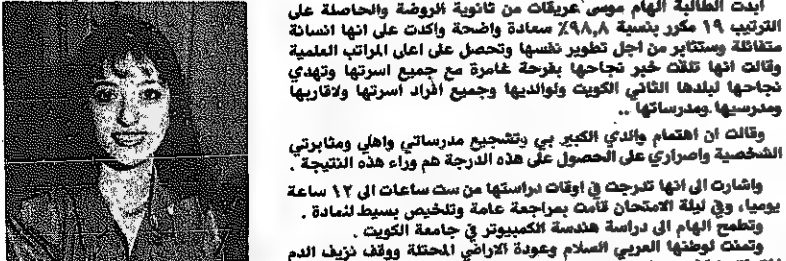 ابدت الطالبة الهام موسى عريقات من ثانوية الروضة والحاصلة على
الترتيب ١٩ مكرر بنسبة ٩٨,٨٪ سعادة واضحة واكدت على انها انسانة
متفائلة وستثابر من اجل تطوير نفسها وتحصل على اعلى المراتب العلمية
وقالت انها تلقت خبر نجاحها بفرحة غامرة مع جميع اسرتها وتهدي
نجاحها لبلدها الثاني الكويت ولوالديها وجميع افراد اسرتها ولاقاربها
ومدرسيها ومدرساتها ..
وقالت ان اهتمام والدي الكبير بي وتشجيع مدرساتي واهلي ومثابرتي
الشخصية واصراري على الحصول على هذه الدرجة هم وراء هذه النتيجة .
واشارت الى انها تدرجت في اوقات دراستها من ست ساعات الى ١٢ ساعة
يوميا، وفي ليلة الامتحان قامت بمراجعة عامة وتلخيص بسيط للمادة .
وتطمح الهام الى دراسة هندسة الكمبيوتر في جامعة الكويت .
وتمنت لوطنها العربي السلام وعودة الاراضي المحتلة ووقف نزيف الدم